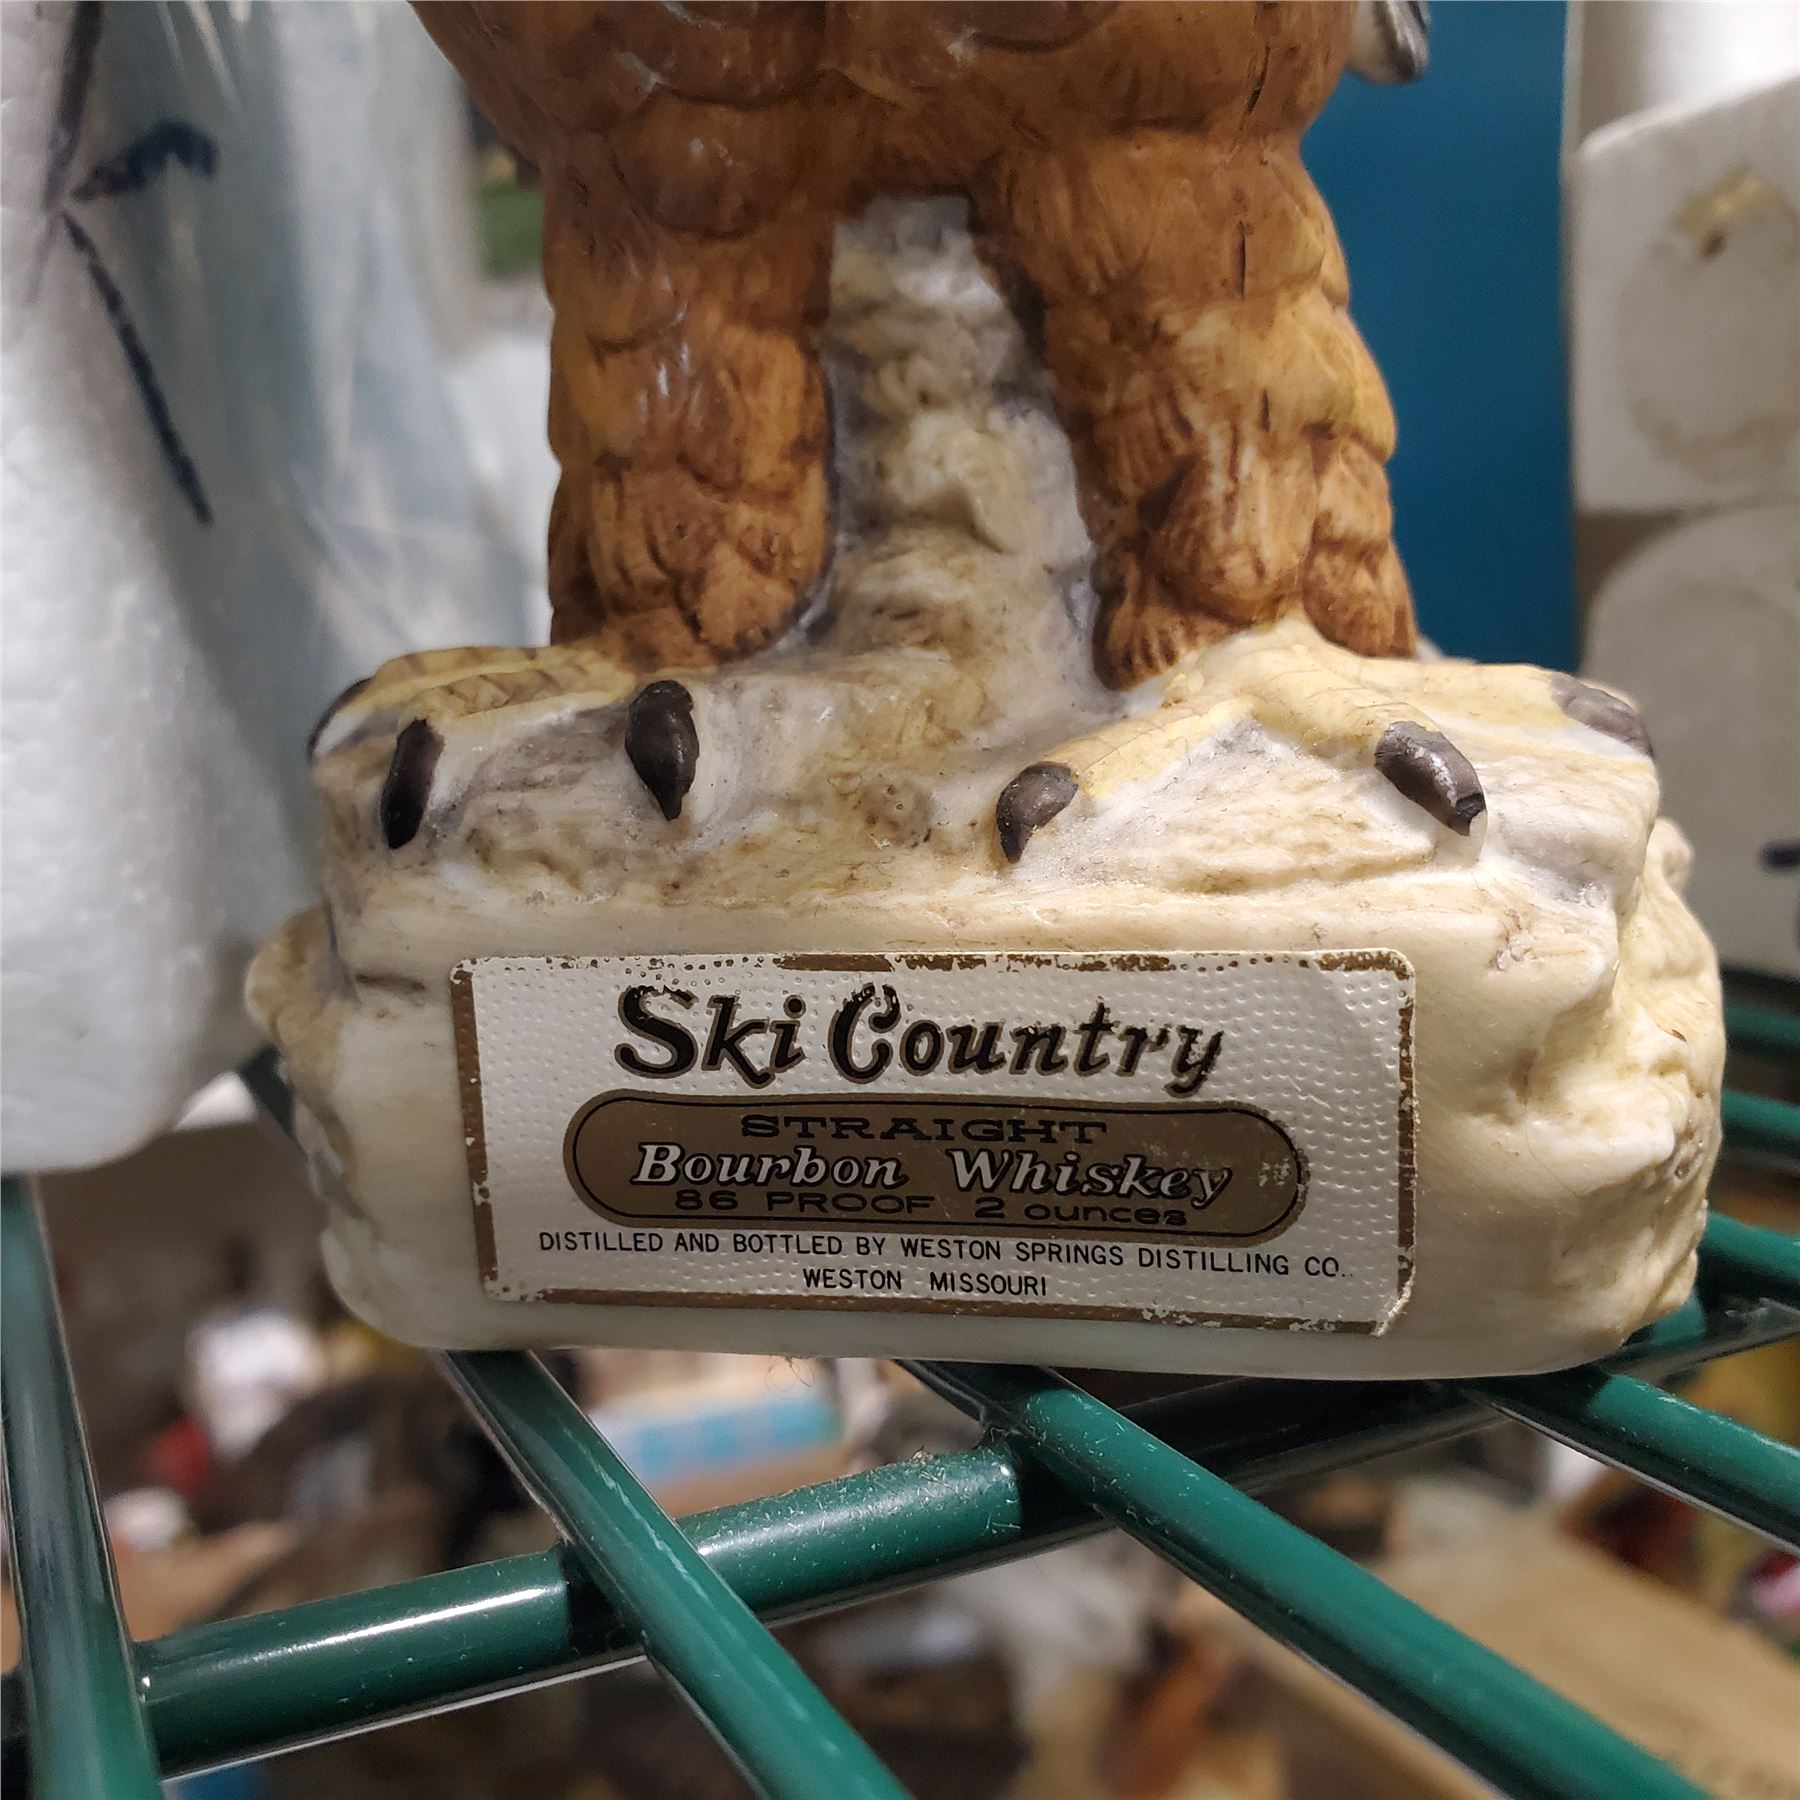 Ski Country
STRAIGHT
Bourbon Whiskey
86 PROOF 2 ounces
DISTILLED AND BOTTLED BY WESTON SPRINGS DISTILLING CO.
WESTON MISSOURI